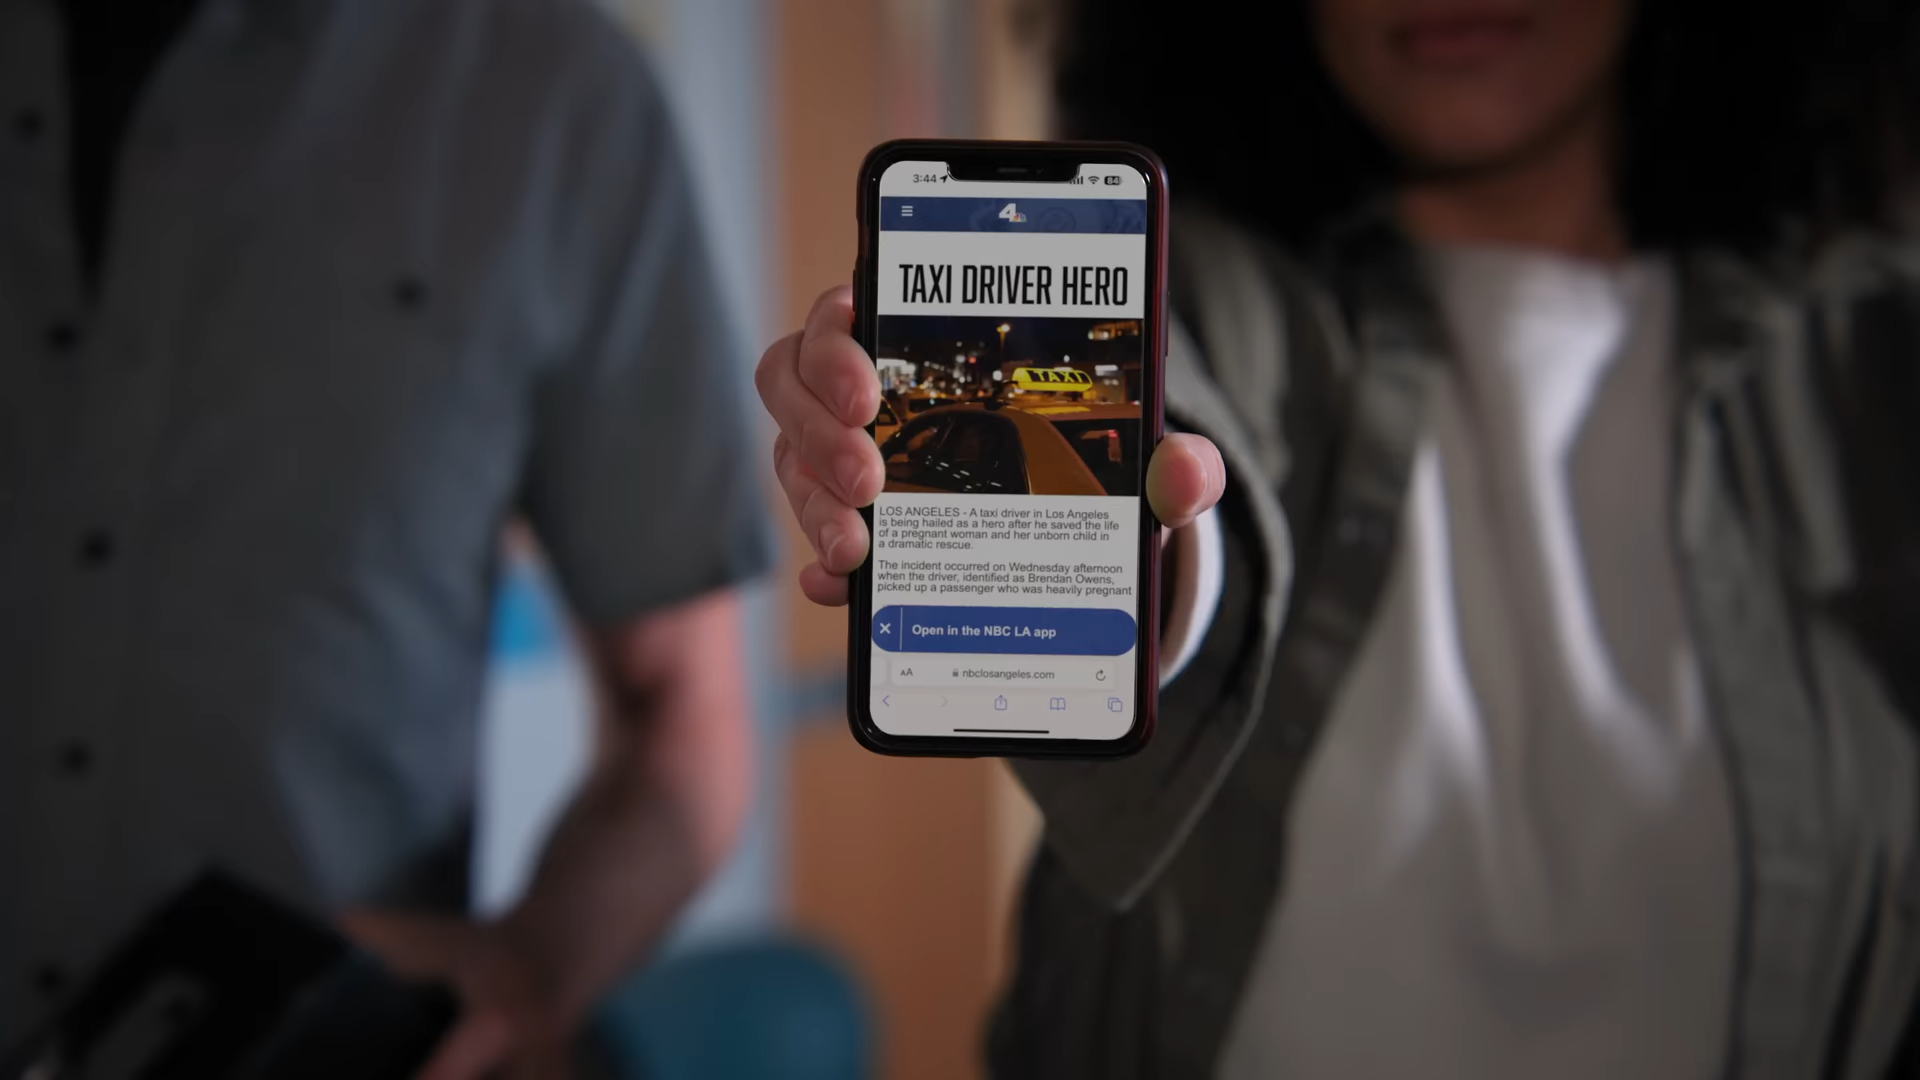 3:44
84
4
TAXI DRIVER HERO
TAXI
LOS ANGELES - A taxi driver in Los Angeles
is being hailed as a hero after he saved the life
of a pregnant woman and her unborn child in
a dramatic rescue.
The incident occurred on Wednesday afternoon
when the driver, identified as Brendan Owens,
picked up a passenger who was heavily pregnant
Open in the NBC LA app
AA
nbclosangeles.com